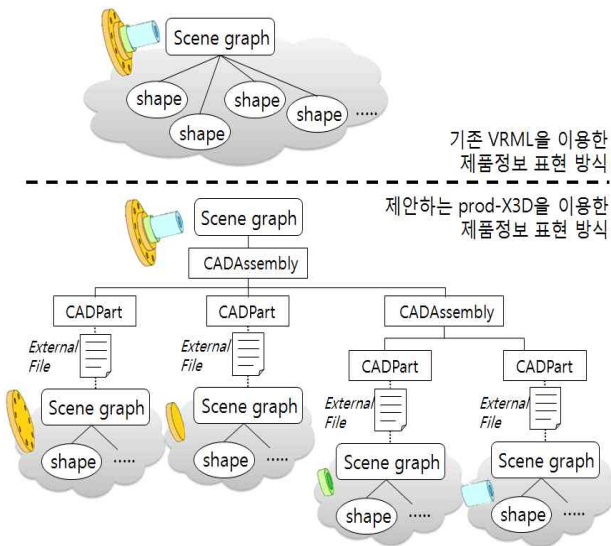 Scene graph
shape
shape
shape
shape
.....
기존 VRML을 이용한
제품정보 표현 방식
제안하는 prod-X3D을 이용한
제품정보 표현 방식
Scene graph
CADAssembly
CADPart
CADPart
CADAssembly
External
File
External
File
CADPart
CADPart
Scene graph
Scene graph
External
File
External
File
shape
.....
shape
.....
Scene graph
Scene graph
shape
.....
shape
.....